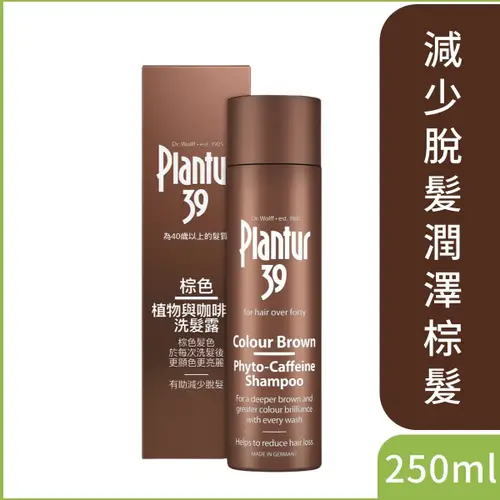 Dr. Wolff • est. 1905
Plantur
39
為40歲以上的髮質
棕色
植物與咖啡
洗髮露
棕色髮色
於每次洗髮後
更顯色更亮麗
有助減少脫髮
Dr. Wolff • est. 1905
Plantur
39
for hair over forty
Colour Brown
Phyto-Caffeine
Shampoo
For a deeper brown and
greater colour brilliance
with every wash
Helps to reduce hair loss
MADE IN GERMANY
減少脫髮潤澤棕髮
250ml